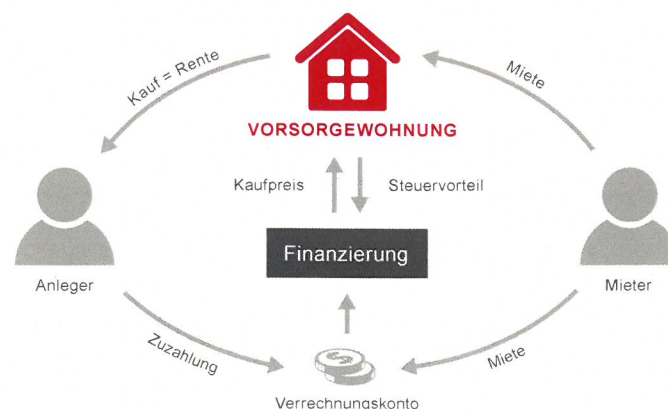 Kauf = Rente
Miete
VORSORGEWOHNUNG
Kaufpreis
Steuervorteil
Finanzierung
Anleger
Mieter
Zuzahlung
Miete
Verrechnungskonto